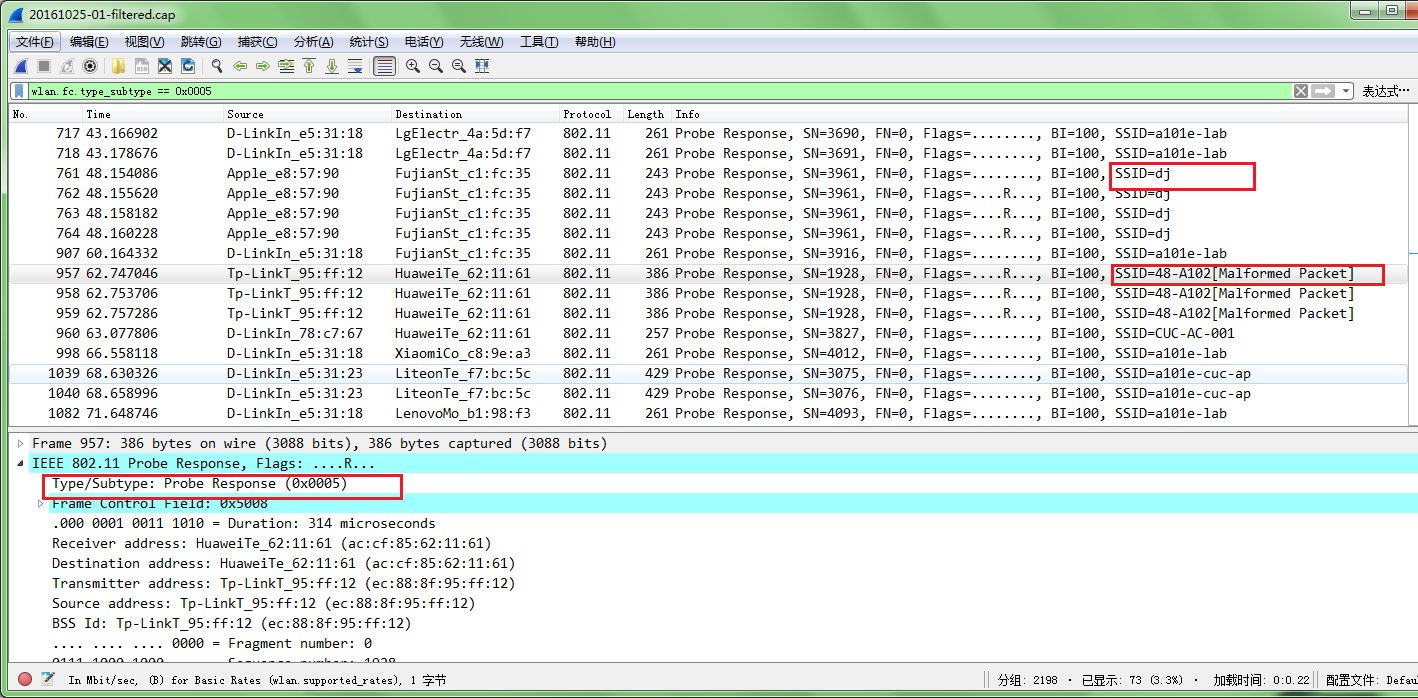 20161025-01-filtered.cap
文件(F) 编辑(E) 视图(V) 跳转(G) 捕获(C) 分析(A) 统计(S) 电话(Y) 无线(W) 工具(T) 帮助(H)
wlan.fc.type_subtype == 0x0005 表达式…
No. Time Source Destination Protocol Length Info
717 43.166902 D-LinkIn_e5:31:18 LgElectr_4a:5d:f7 802.11 261 Probe Response, SN=3690, FN=0, Flags=........, BI=100, SSID=a101e-lab
718 43.178676 D-LinkIn_e5:31:18 LgElectr_4a:5d:f7 802.11 261 Probe Response, SN=3691, FN=0, Flags=........, BI=100, SSID=a101e-lab
761 48.154086 Apple_e8:57:90 FujianSt_c1:fc:35 802.11 243 Probe Response, SN=3961, FN=0, Flags=........, BI=100, SSID=dj
762 48.155620 Apple_e8:57:90 FujianSt_c1:fc:35 802.11 243 Probe Response, SN=3961, FN=0, Flags=....R..., BI=100, SSID=dj
763 48.158182 Apple_e8:57:90 FujianSt_c1:fc:35 802.11 243 Probe Response, SN=3961, FN=0, Flags=....R..., BI=100, SSID=dj
764 48.160228 Apple_e8:57:90 FujianSt_c1:fc:35 802.11 243 Probe Response, SN=3961, FN=0, Flags=....R..., BI=100, SSID=dj
907 60.164332 D-LinkIn_e5:31:18 FujianSt_c1:fc:35 802.11 261 Probe Response, SN=3916, FN=0, Flags=........, BI=100, SSID=a101e-lab
957 62.747046 Tp-LinkT_95:ff:12 HuaweiTe_62:11:61 802.11 386 Probe Response, SN=1928, FN=0, Flags=....R..., BI=100, SSID=48-A102[Malformed Packet]
958 62.753706 Tp-LinkT_95:ff:12 HuaweiTe_62:11:61 802.11 386 Probe Response, SN=1928, FN=0, Flags=....R..., BI=100, SSID=48-A102[Malformed Packet]
959 62.757286 Tp-LinkT_95:ff:12 HuaweiTe_62:11:61 802.11 386 Probe Response, SN=1928, FN=0, Flags=....R..., BI=100, SSID=48-A102[Malformed Packet]
960 63.077806 D-LinkIn_78:c7:67 HuaweiTe_62:11:61 802.11 257 Probe Response, SN=3827, FN=0, Flags=........, BI=100, SSID=CUC-AC-001
998 66.558118 D-LinkIn_e5:31:18 XiaomiCo_c8:9e:a3 802.11 261 Probe Response, SN=4012, FN=0, Flags=........, BI=100, SSID=a101e-lab
1039 68.630326 D-LinkIn_e5:31:23 LiteonTe_f7:bc:5c 802.11 429 Probe Response, SN=3075, FN=0, Flags=........, BI=100, SSID=a101e-cuc-ap
1040 68.658996 D-LinkIn_e5:31:23 LiteonTe_f7:bc:5c 802.11 429 Probe Response, SN=3076, FN=0, Flags=........, BI=100, SSID=a101e-cuc-ap
1082 71.648746 D-LinkIn_e5:31:18 LenovoMo_b1:98:f3 802.11 261 Probe Response, SN=4093, FN=0, Flags=........, BI=100, SSID=a101e-lab
Frame 957: 386 bytes on wire (3088 bits), 386 bytes captured (3088 bits)
IEEE 802.11 Probe Response, Flags: ....R...
Type/Subtype: Probe Response (0x0005)
Frame Control Field: 0x5008
.000 0001 0011 1010 = Duration: 314 microseconds
Receiver address: HuaweiTe_62:11:61 (ac:cf:85:62:11:61)
Destination address: HuaweiTe_62:11:61 (ac:cf:85:62:11:61)
Transmitter address: Tp-LinkT_95:ff:12 (ec:88:8f:95:ff:12)
Source address: Tp-LinkT_95:ff:12 (ec:88:8f:95:ff:12)
BSS Id: Tp-LinkT_95:ff:12 (ec:88:8f:95:ff:12)
.... .... .... 0000 = Fragment number: 0
0111 1000 1000 .... = Sequence number: 1928
In Mbit/sec, (B) for Basic Rates (wlan.supported_rates), 1 字节 分组: 2198 · 已显示: 73 (3.3%) · 加载时间: 0:0.22 配置文件: Defau